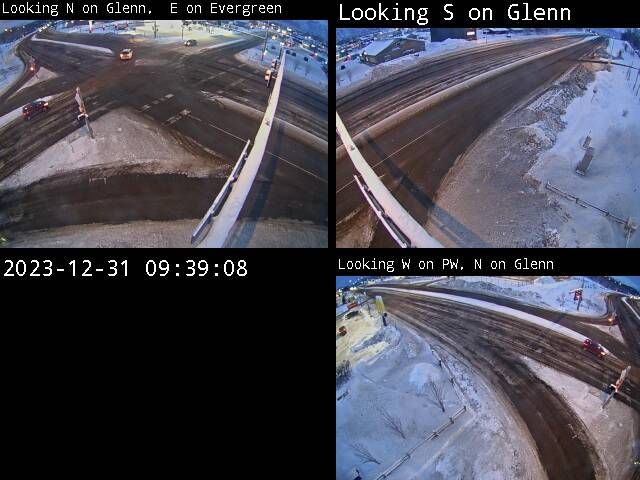 Looking N on Glenn,  E on Evergreen
Looking S on Glenn
2023-12-31 09:39:08
Looking W on PW, N on Glenn